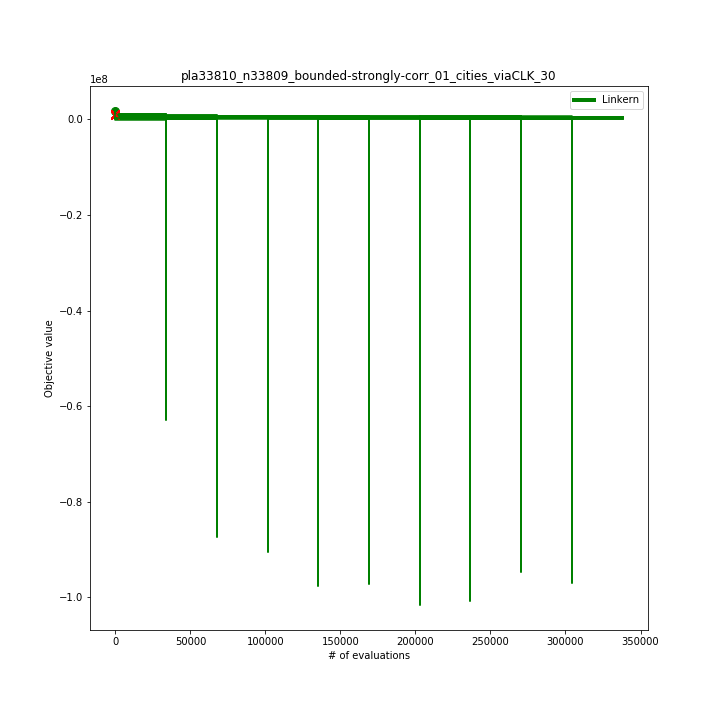 pla33810_n33809_bounded-strongly-corr_01_cities_viaCLK_30
1e8
Linkern
0.0
−0.2
−0.4
−0.6
−0.8
−1.0
Objective value
0
50000
100000
150000
200000
250000
300000
350000
# of evaluations